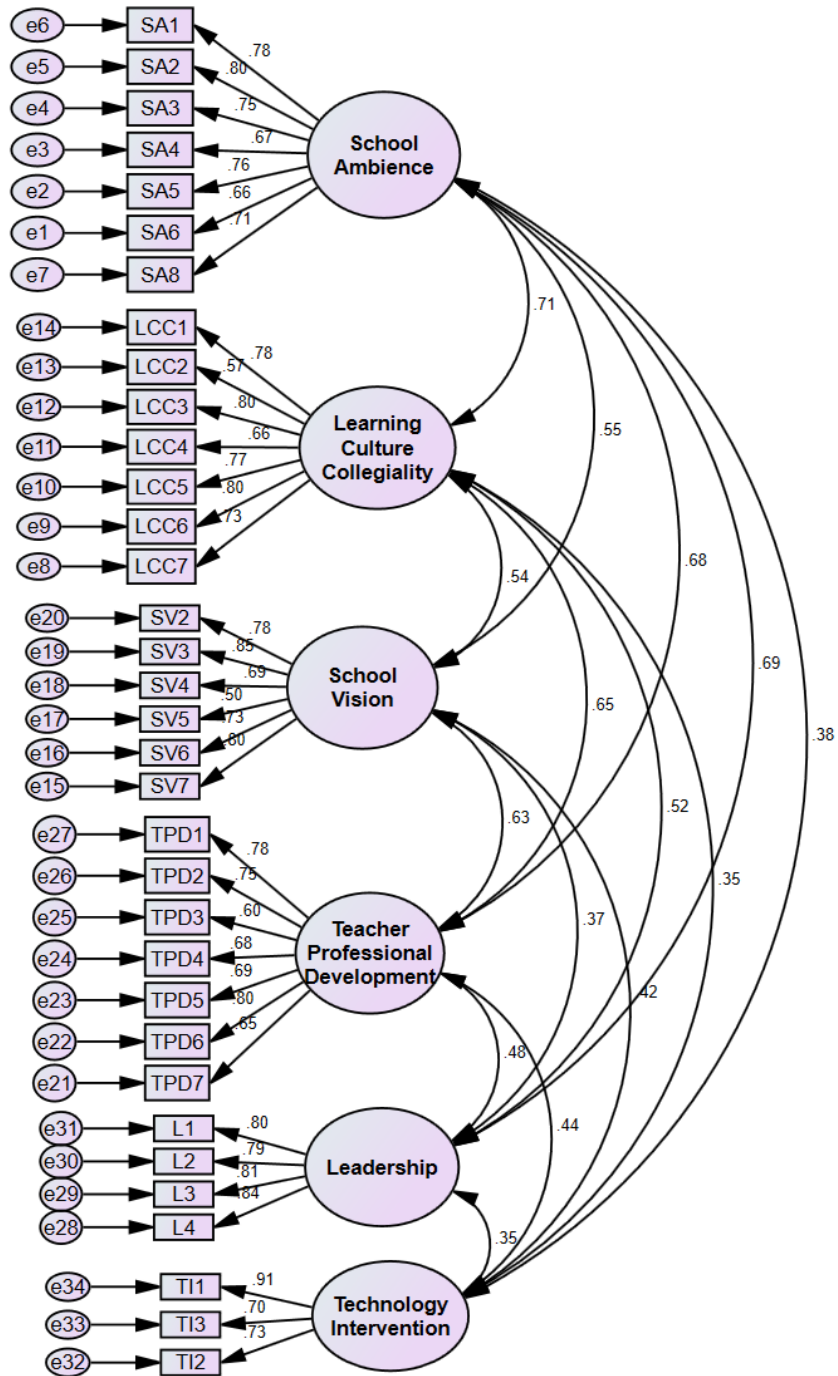 e6 SA1
.78
e5 SA2
.80
e4 SA3
.75
e3 SA4
.67
e2 SA5
.76
e1 SA6
.66
e7 SA8
.71
School
Ambience
.71
.55
.68
.69
.38
e14 LCC1
.78
e13 LCC2
.57
e12 LCC3
.80
e11 LCC4
.66
e10 LCC5
.77
e9 LCC6
.80
e8 LCC7
.73
Learning
Culture
Collegiality
.54
.65
.52
.35
e20 SV2
.78
e19 SV3
.85
e18 SV4
.69
e17 SV5
.50
e16 SV6
.73
e15 SV7
.80
School
Vision
.63
.37
.42
e27 TPD1
.78
e26 TPD2
.75
e25 TPD3
.60
e24 TPD4
.68
e23 TPD5
.69
e22 TPD6
.80
e21 TPD7
.65
Teacher
Professional
Development
.48
.44
e31 L1
.80
e30 L2
.79
e29 L3
.81
e28 L4
.84
Leadership
.35
e34 TI1
.91
e33 TI3
.70
e32 TI2
.73
Technology
Intervention